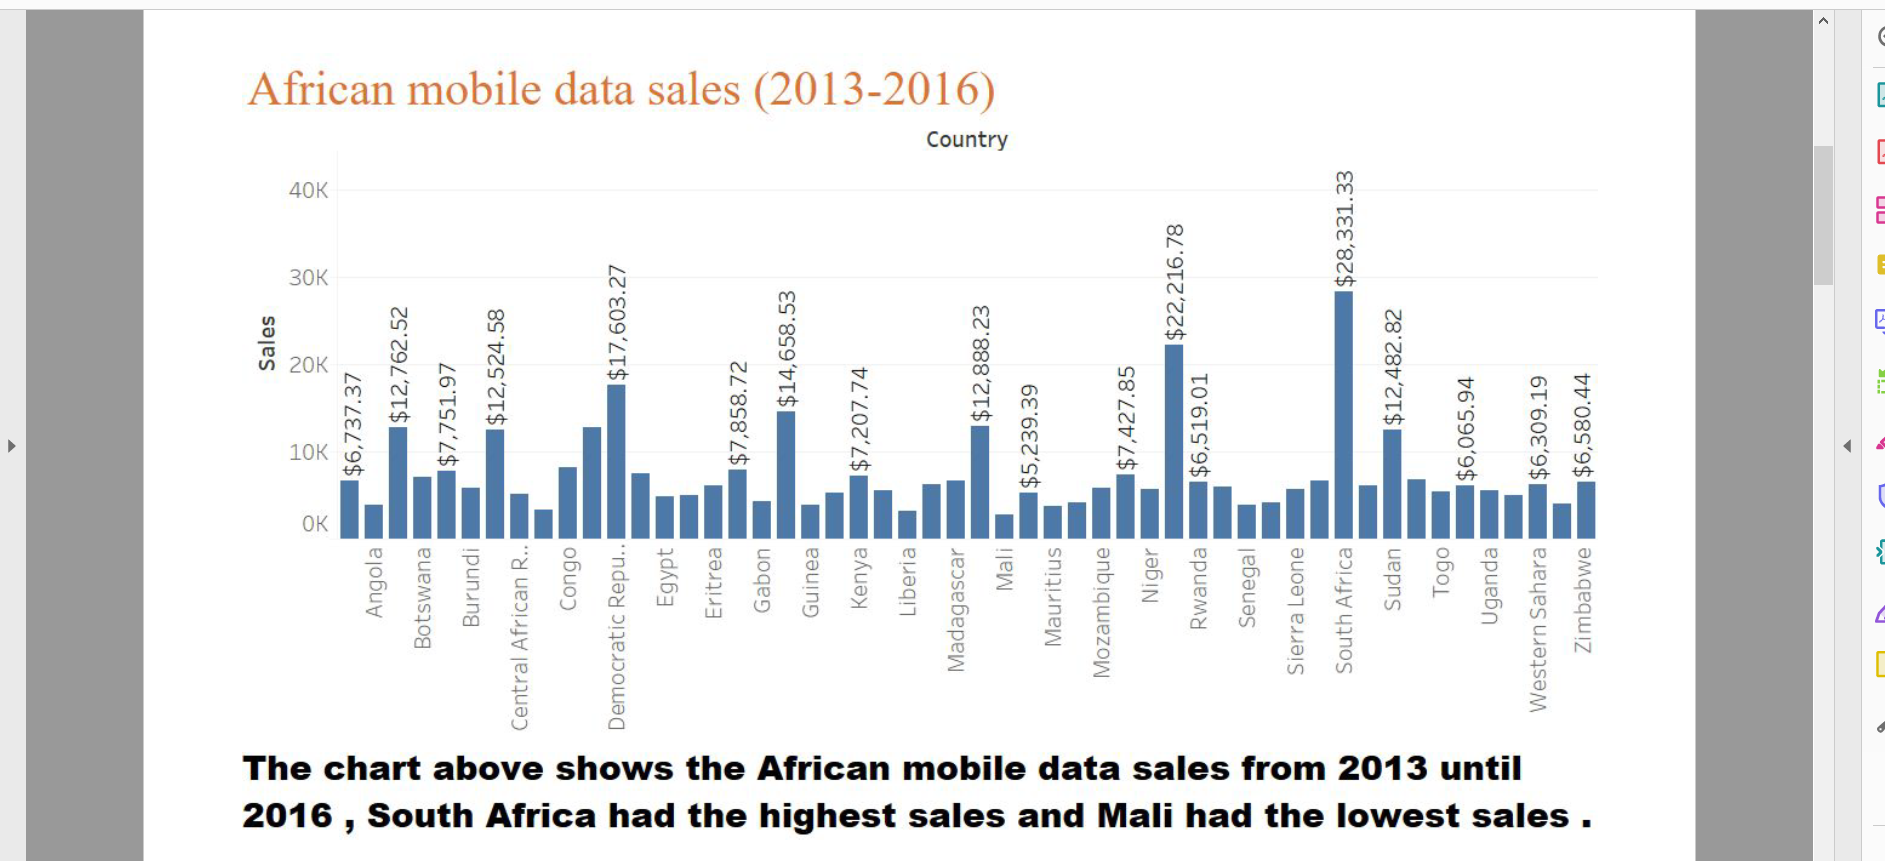 African mobile data sales (2013-2016)
Country
Sales
40K
30K
20K
10K
0K
$6,737.37
$12,762.52
$7,751.97
$12,524.58
$17,603.27
$7,858.72
$14,658.53
$7,207.74
$12,888.23
$5,239.39
$7,427.85
$22,216.78
$6,519.01
$28,331.33
$12,482.82
$6,065.94
$6,309.19
$6,580.44
Angola
Botswana
Burundi
Central African R..
Congo
Democratic Repu..
Egypt
Eritrea
Gabon
Guinea
Kenya
Liberia
Madagascar
Mali
Mauritius
Mozambique
Niger
Rwanda
Senegal
Sierra Leone
South Africa
Sudan
Togo
Uganda
Western Sahara
Zimbabwe
The chart above shows the African mobile data sales from 2013 until
2016 , South Africa had the highest sales and Mali had the lowest sales .